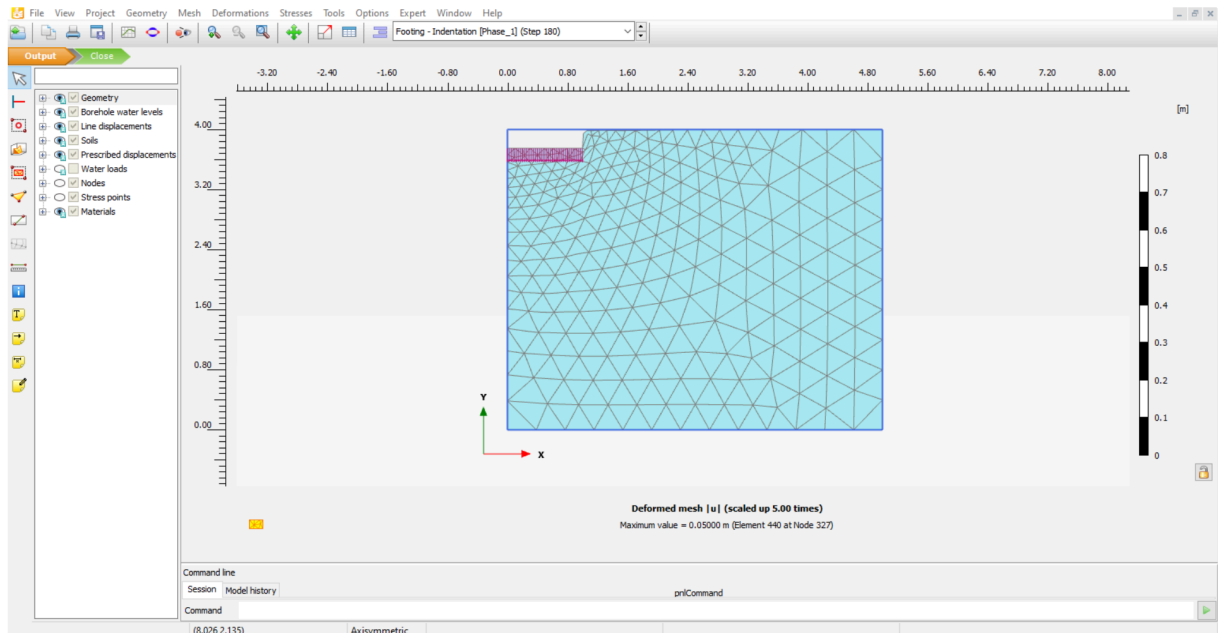 File View Project Geometry Mesh Deformations Stresses Tools Options Expert Window Help
Footing - Indentation [Phase_1] (Step 180)
Output Close
-3.20 -2.40 -1.60 -0.80 0.00 0.80 1.60 2.40 3.20 4.00 4.80 5.60 6.40 7.20 8.00
Geometry
Borehole water levels
Line displacements
Soils
Prescribed displacements
Water loads
Nodes
Stress points
Materials
4.00
3.20
2.40
1.60
0.80
0.00
Y
X
[m]
0.8
0.7
0.6
0.5
0.4
0.3
0.2
0.1
0
Deformed mesh |u| (scaled up 5.00 times)
Maximum value = 0.05000 m (Element 440 at Node 327)
Command line
Session Model history
pnlCommand
Command
(8.026 2.135) Axisymmetric